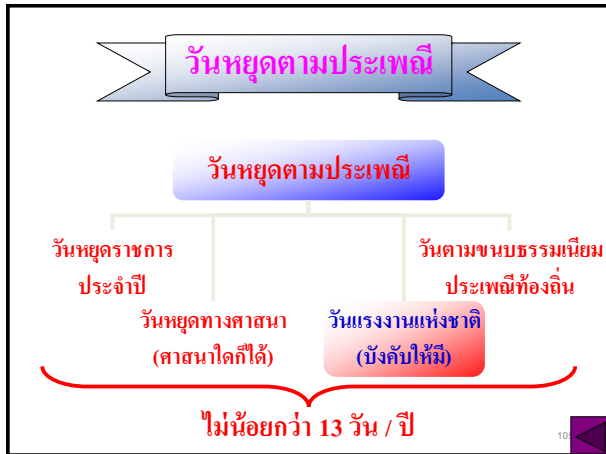 วันหยุดตามประเพณี
วันหยุดตามประเพณี
วันหยุดราชการ
ประจำปี
วันหยุดทางศาสนา
(ศาสนาใดก็ได้)
วันแรงงานแห่งชาติ
(บังคับให้มี)
วันตามขนบธรรมเนียม
ประเพณีท้องถิ่น
ไม่น้อยกว่า 13 วัน / ปี